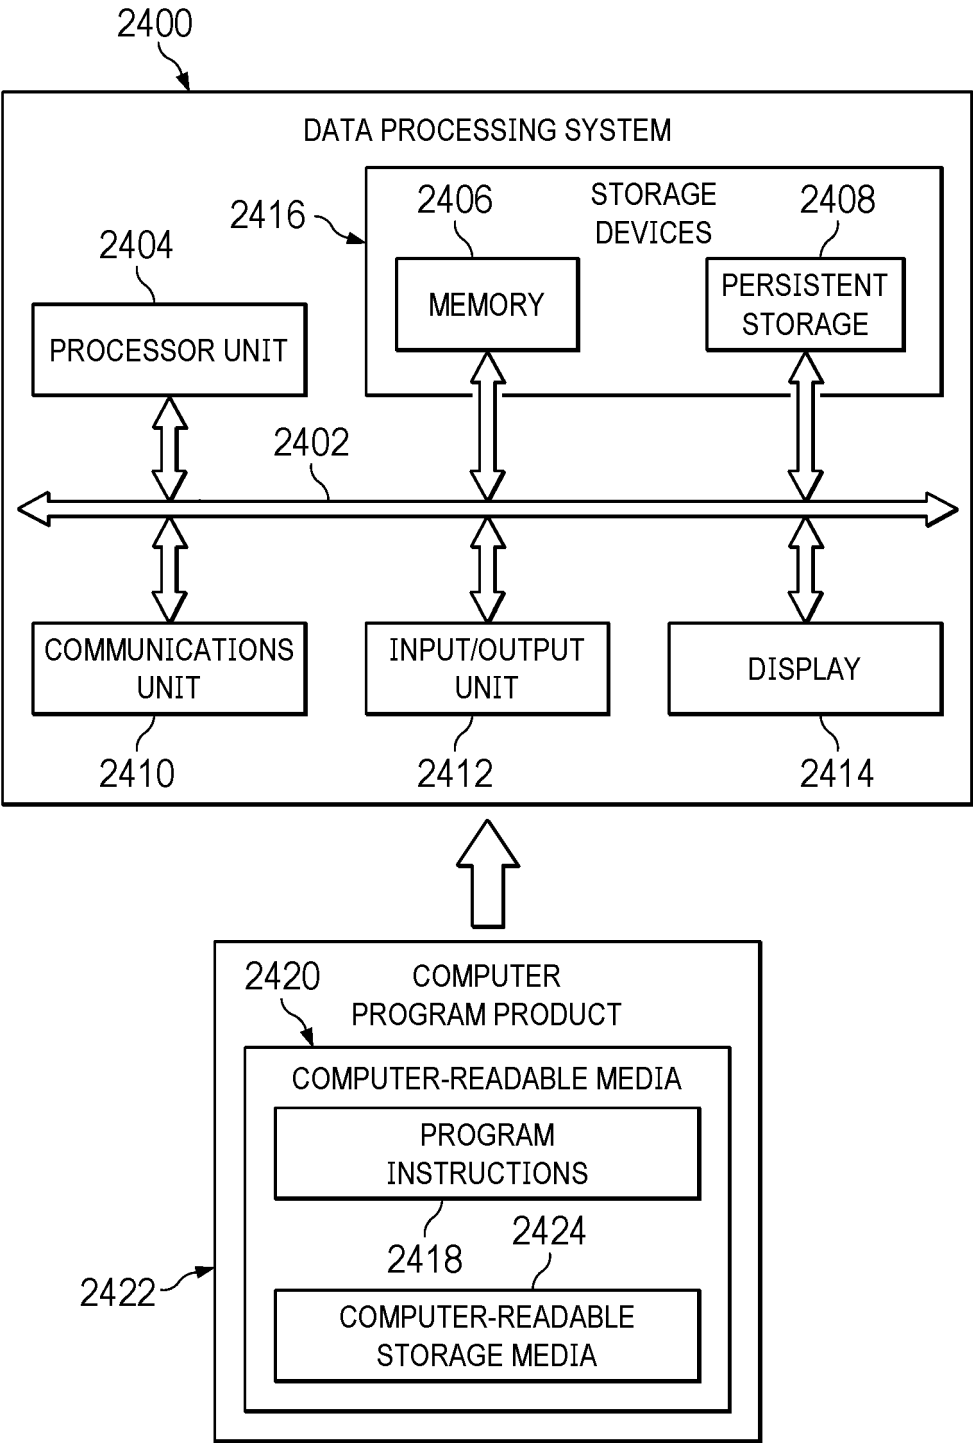 2400
DATA PROCESSING SYSTEM
2416
2406
STORAGE
DEVICES
2408
2404
MEMORY
PERSISTENT
STORAGE
PROCESSOR UNIT
2402
COMMUNICATIONS
UNIT
INPUT/OUTPUT
UNIT
DISPLAY
2410
2412
2414
2420
COMPUTER
PROGRAM PRODUCT
COMPUTER-READABLE MEDIA
PROGRAM
INSTRUCTIONS
2418
2424
2422
COMPUTER-READABLE
STORAGE MEDIA